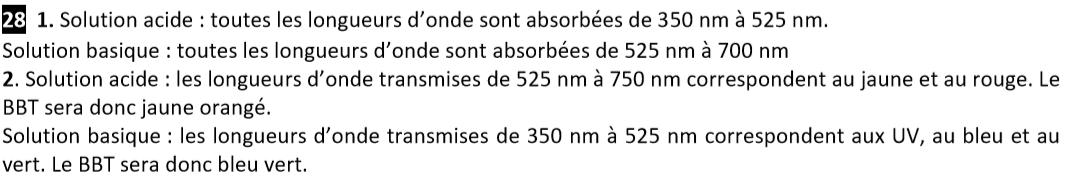 28 1. Solution acide : toutes les longueurs d’onde sont absorbées de 350 nm à 525 nm.
Solution basique : toutes les longueurs d’onde sont absorbées de 525 nm à 700 nm
2. Solution acide : les longueurs d’onde transmises de 525 nm à 750 nm correspondent au jaune et au rouge. Le
BBT sera donc jaune orangé.
Solution basique : les longueurs d’onde transmises de 350 nm à 525 nm correspondent aux UV, au bleu et au
vert. Le BBT sera donc bleu vert.